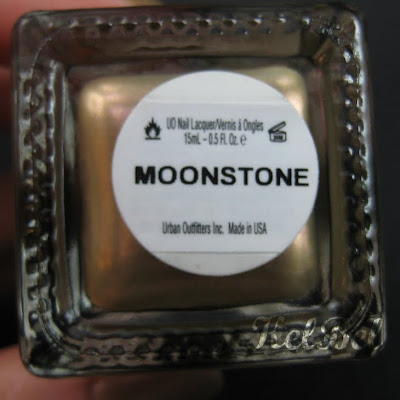 UO Nail Lacquer/Vernis à Ongles
15mL – 0.5 Fl. Oz. e
MOONSTONE
Urban Outfitters Inc. Made in USA